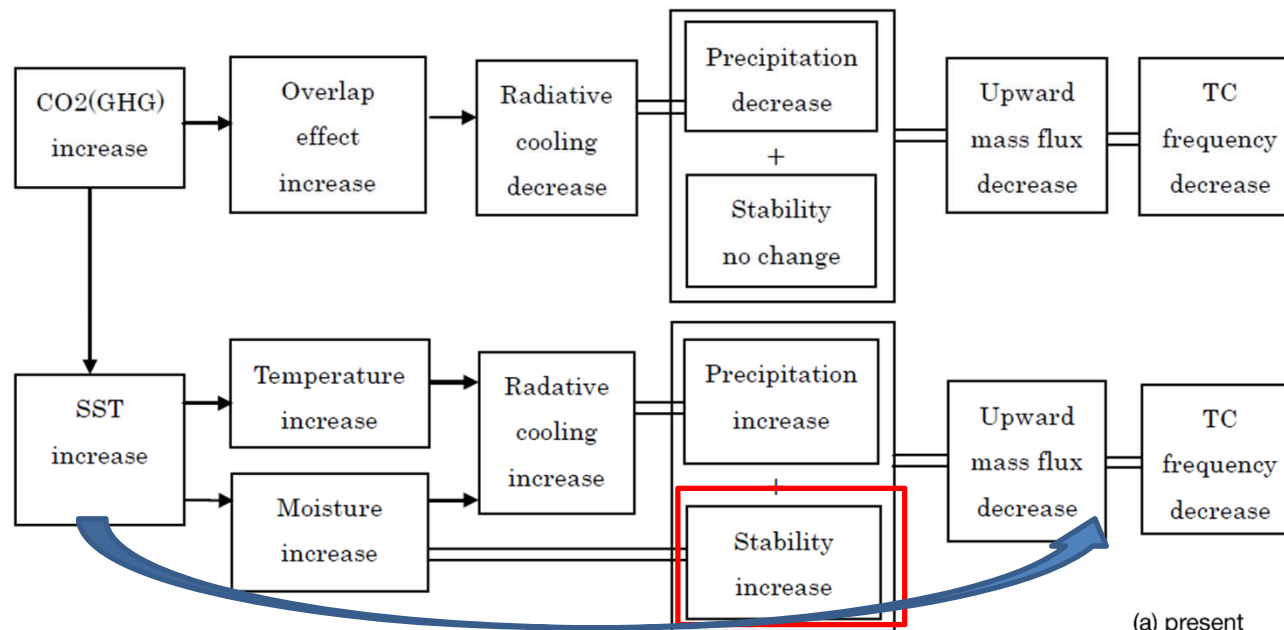 CO2(GHG)
increase
Overlap
effect
increase
Radiative
cooling
decrease
Precipitation
decrease
+
Stability
no change
Upward
mass flux
decrease
TC
frequency
decrease
SST
increase
Temperature
increase
Moisture
increase
Radative
cooling
increase
Precipitation
increase
+
Stability
increase
Upward
mass flux
decrease
TC
frequency
decrease
(a) present